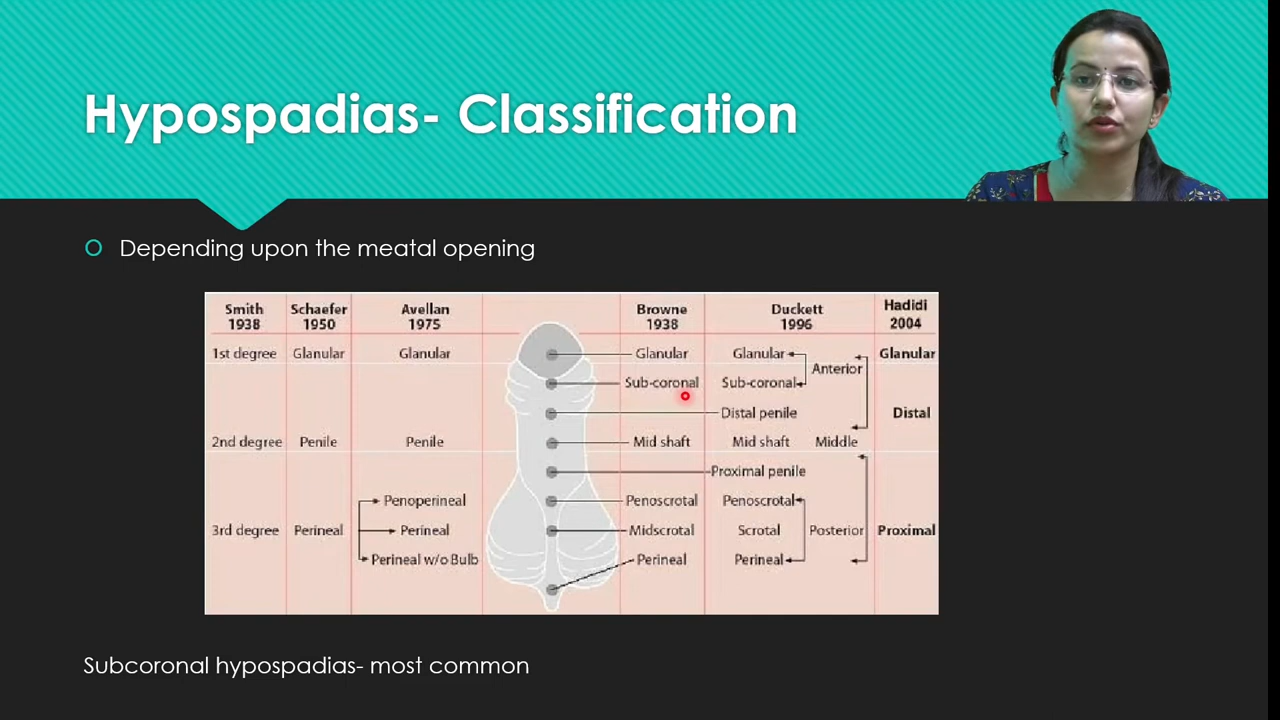 Hypospadias- Classification
Depending upon the meatal opening
Smith 1938 Schaefer 1950 Avellan 1975 Browne 1938 Duckett 1996 Hadidi 2004
1st degree Glanular Glanular Glanular Glanular Anterior Glanular
Sub-coronal Sub-coronal
Distal penile Distal
2nd degree Penile Penile Mid shaft Mid shaft Middle
Proximal penile
Penoperineal Penoscrotal Penoscrotal
3rd degree Perineal Perineal Midscrotal Scrotal Posterior Proximal
Perineal w/o Bulb Perineal Perineal
Subcoronal hypospadias- most common